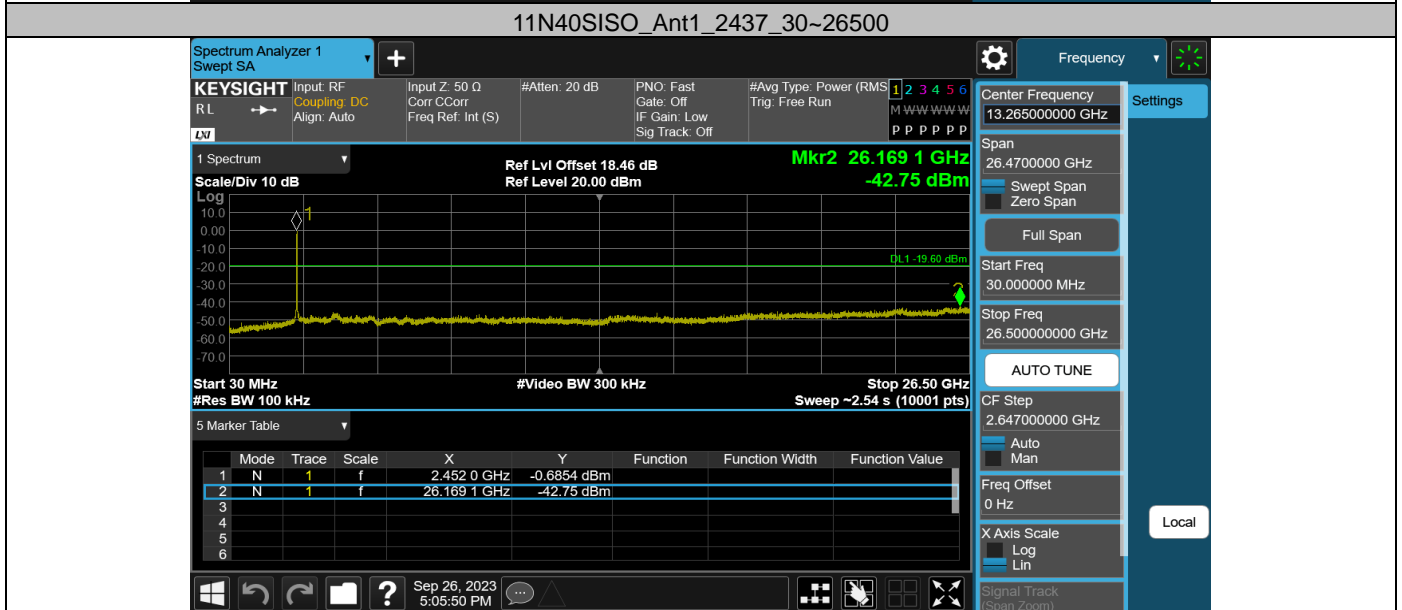 11N40SISO_Ant1_2437_30~26500
Spectrum Analyzer 1
Swept SA
+
Frequency
KEYSIGHT
RL
LXI
Input: RF
Coupling: DC
Align: Auto
Input Z: 50 Ω
Corr CCorr
Freq Ref: Int (S)
#Atten: 20 dB
PNO: Fast
Gate: Off
IF Gain: Low
Sig Track: Off
#Avg Type: Power (RMS
Trig: Free Run
1 2 3 4 5 6
M W W W W W
P P P P P P
1 Spectrum
Scale/Div 10 dB
Ref Lvl Offset 18.46 dB
Ref Level 20.00 dBm
Mkr2 26.169 1 GHz
-42.75 dBm
Log
10.0
0.00
-10.0
-20.0
-30.0
-40.0
-50.0
-60.0
-70.0
1
DL1 -19.60 dBm
2
Start 30 MHz
#Video BW 300 kHz
Stop 26.50 GHz
#Res BW 100 kHz
Sweep ~2.54 s (10001 pts)
5 Marker Table
Mode Trace Scale X Y Function Function Width Function Value
1 N 1 f 2.452 0 GHz -0.6854 dBm
2 N 1 f 26.169 1 GHz -42.75 dBm
3
4
5
6
Center Frequency
13.265000000 GHz
Settings
Span
26.4700000 GHz
Swept Span
Zero Span
Full Span
Start Freq
30.000000 MHz
Stop Freq
26.500000000 GHz
AUTO TUNE
CF Step
2.647000000 GHz
Auto
Man
Freq Offset
0 Hz
X Axis Scale
Log
Lin
Local
Signal Track
(Span Zoom)
?
Sep 26, 2023
5:05:50 PM